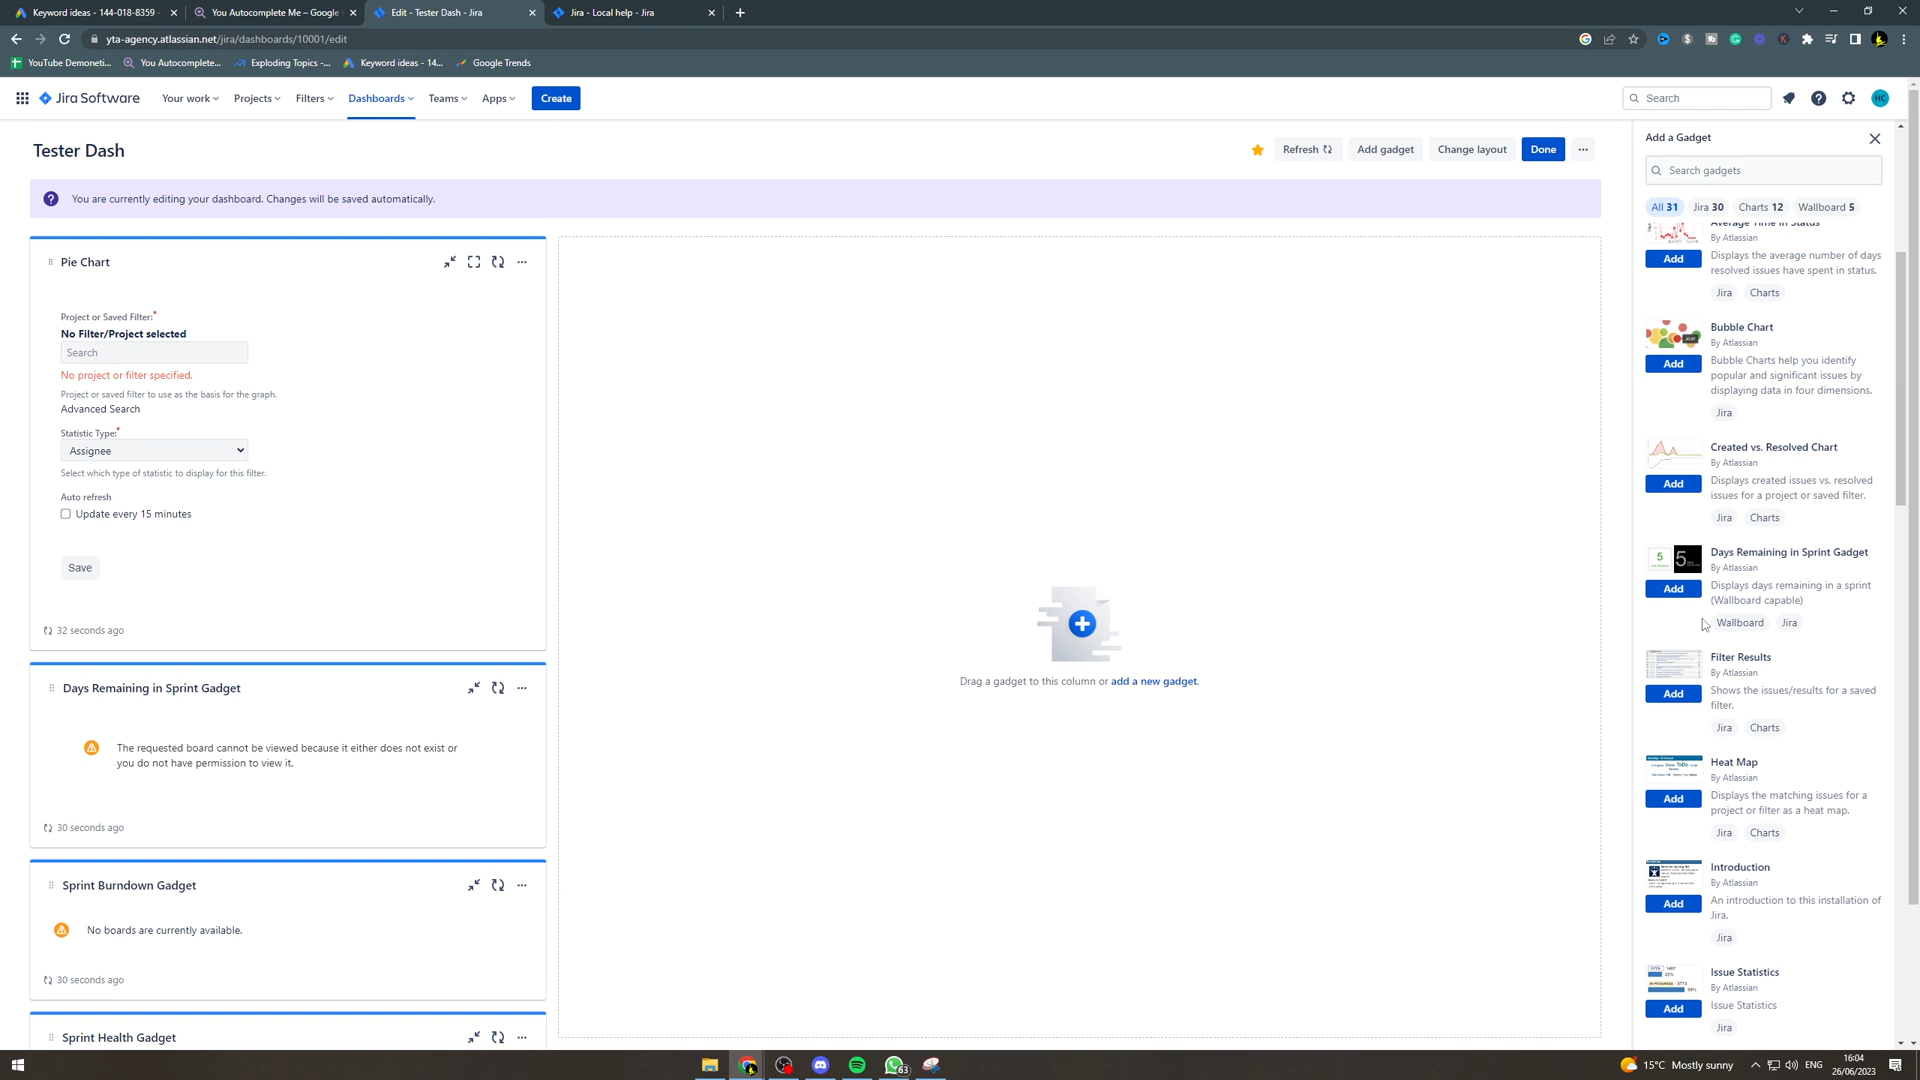 Keyword ideas - 144-018-8359 -
You Autocomplete Me – Google
Edit - Tester Dash - Jira
Jira - Local help - Jira
yta-agency.atlassian.net/jira/dashboards/10001/edit
YouTube Demoneti...
You Autocomplete...
Exploding Topics -...
Keyword ideas - 14...
Google Trends
Jira Software
Your work
Projects
Filters
Dashboards
Teams
Apps
Create
Search
HC
Tester Dash
Refresh
Add gadget
Change layout
Done
You are currently editing your dashboard. Changes will be saved automatically.
Pie Chart
Project or Saved Filter:*
No Filter/Project selected
Search
No project or filter specified.
Project or saved filter to use as the basis for the graph.
Advanced Search
Statistic Type:*
Assignee
Select which type of statistic to display for this filter.
Auto refresh
Update every 15 minutes
Save
32 seconds ago
Days Remaining in Sprint Gadget
The requested board cannot be viewed because it either does not exist or
you do not have permission to view it.
30 seconds ago
Sprint Burndown Gadget
No boards are currently available.
30 seconds ago
Sprint Health Gadget
Drag a gadget to this column or add a new gadget.
Add a Gadget
Search gadgets
All 31
Jira 30
Charts 12
Wallboard 5
Average Time in Status
By Atlassian
Add
Displays the average number of days
resolved issues have spent in status.
Jira
Charts
Bubble Chart
By Atlassian
Add
Bubble Charts help you identify
popular and significant issues by
displaying data in four dimensions.
Jira
Created vs. Resolved Chart
By Atlassian
Add
Displays created issues vs. resolved
issues for a project or saved filter.
Jira
Charts
5
5
Days Remaining in Sprint Gadget
By Atlassian
Add
Displays days remaining in a sprint
(Wallboard capable)
Wallboard
Jira
Filter Results
By Atlassian
Add
Shows the issues/results for a saved
filter.
Jira
Charts
Heat Map
By Atlassian
Add
Displays the matching issues for a
project or filter as a heat map.
Jira
Charts
Introduction
By Atlassian
Add
An introduction to this installation of
Jira.
Jira
Issue Statistics
By Atlassian
Add
Issue Statistics
Jira
63
15°C Mostly sunny
ENG
16:04
26/06/2023